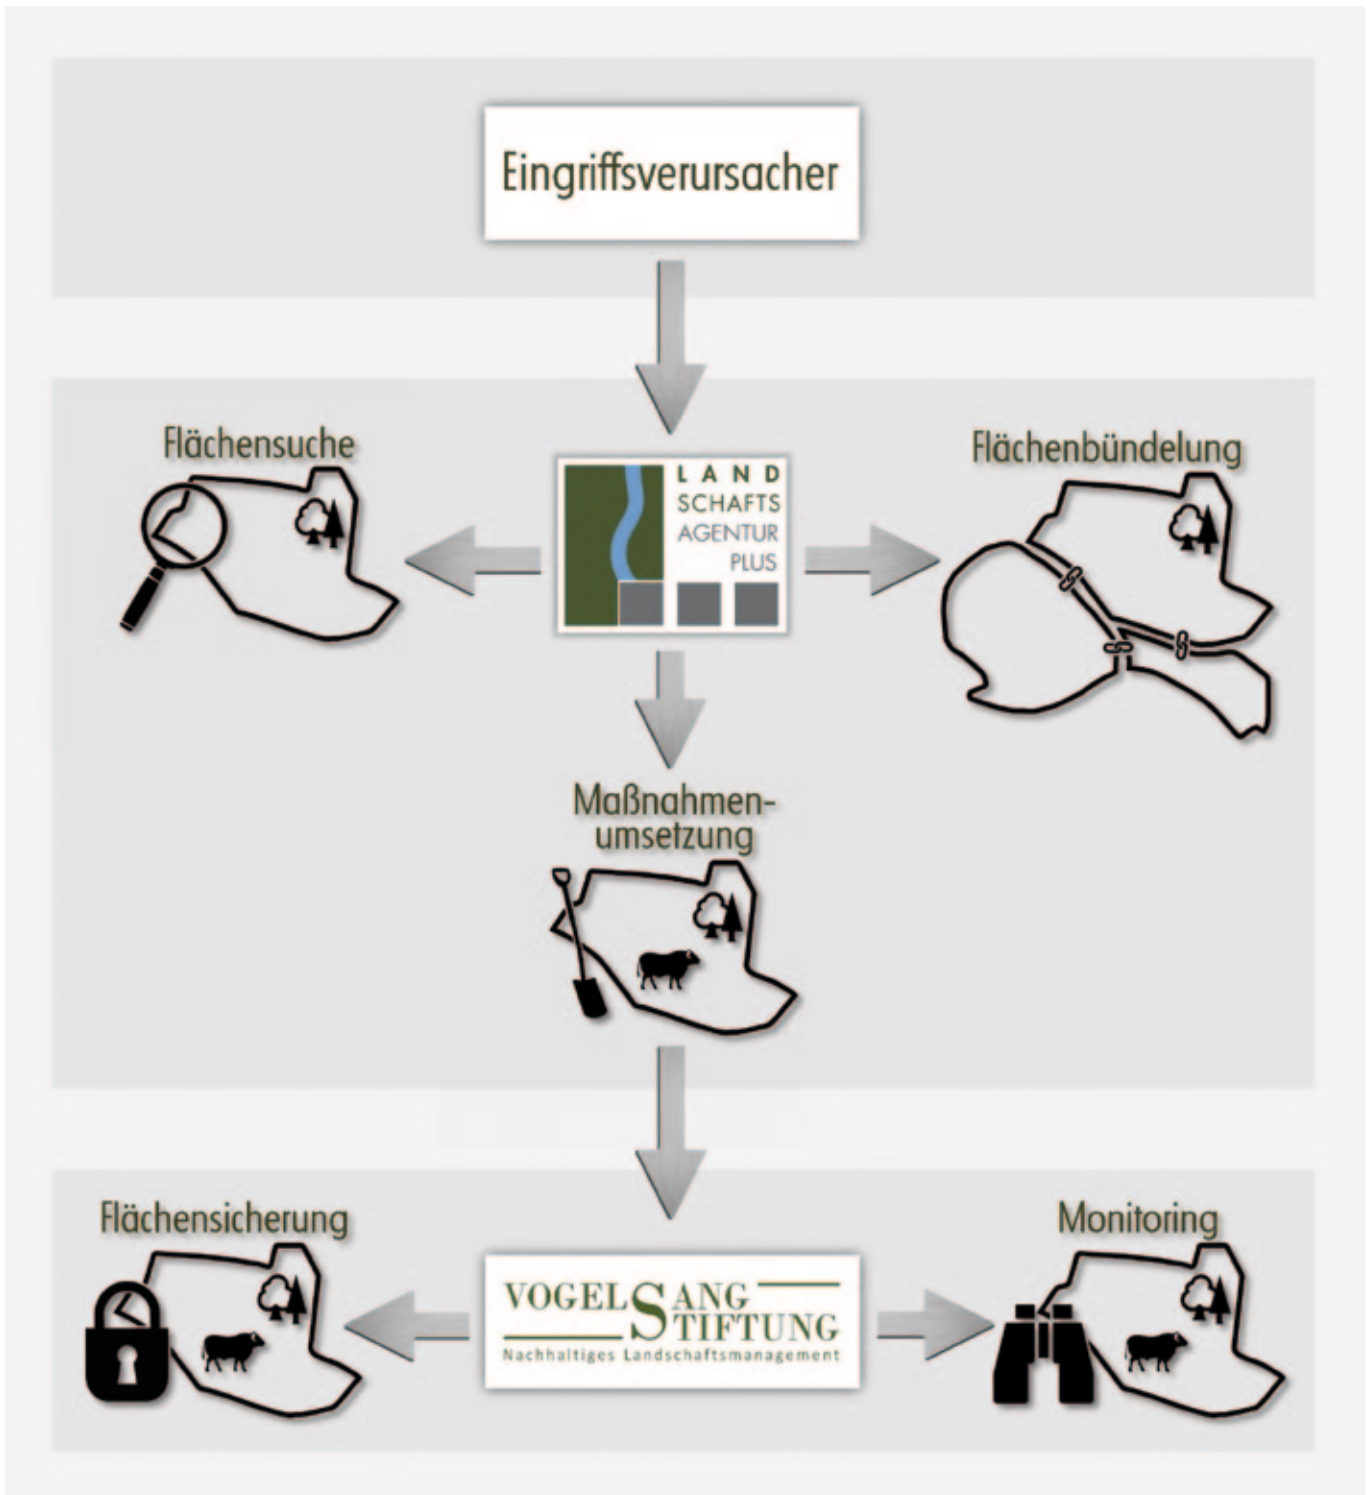 Eingriffsverursacher
Flächensuche
LAND
SCHAFTS
AGENTUR
PLUS
Flächenbündelung
Maßnahmen-
umsetzung
Flächensicherung
VOGELSANG
STIFTUNG
Nachhaltiges Landschaftsmanagement
Monitoring